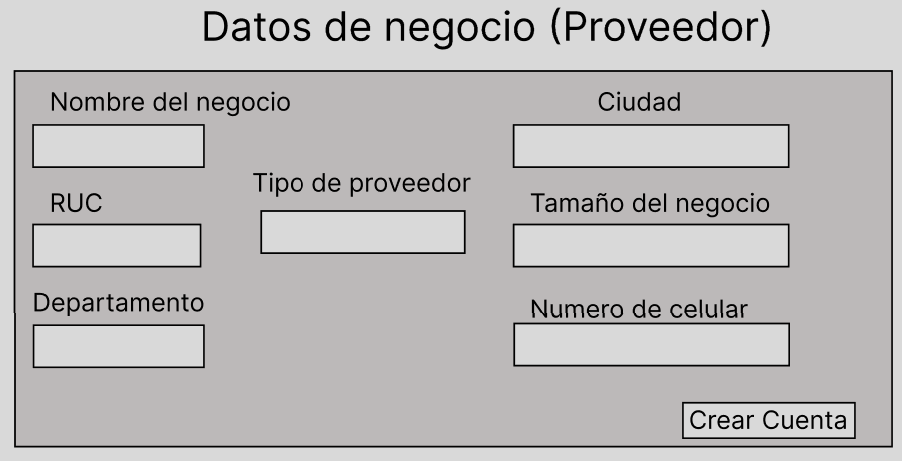 Datos de negocio (Proveedor)
Nombre del negocio
Ciudad
Tipo de proveedor
RUC
Tamaño del negocio
Departamento
Numero de celular
Crear Cuenta